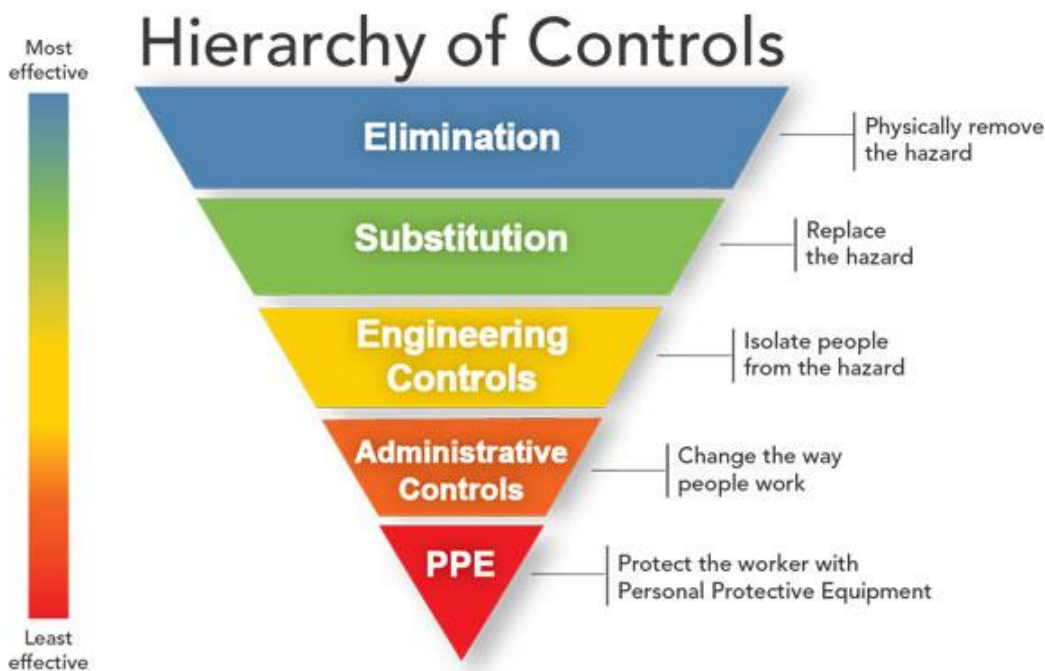 Hierarchy of Controls
Most
effective
Elimination
Physically remove
the hazard
Substitution
Replace
the hazard
Engineering
Controls
Isolate people
from the hazard
Administrative
Controls
Change the way
people work
PPE
Protect the worker with
Personal Protective Equipment
Least
effective